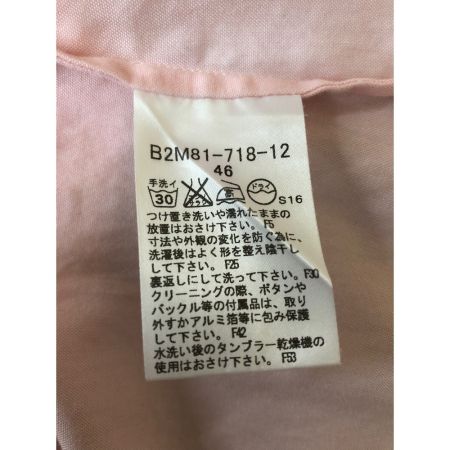 B2M81-718-12
46
手洗イ
30 エンソサラシ 高 ドライ S16
つけ置き洗いや濡れたままの
放置はおさけ下さい。F5
寸法や外観の変化を防ぐ為に、
洗濯後はよく形を整え陰干し
して下さい。F25
裏返しにして洗って下さい。F30
クリーニングの際、ボタンや
バックル等の付属品は、取り
外すかアルミ箔等に包み保護
して下さい。F42
水洗い後のタンブラー乾燥機の
使用はおさけ下さい。F53